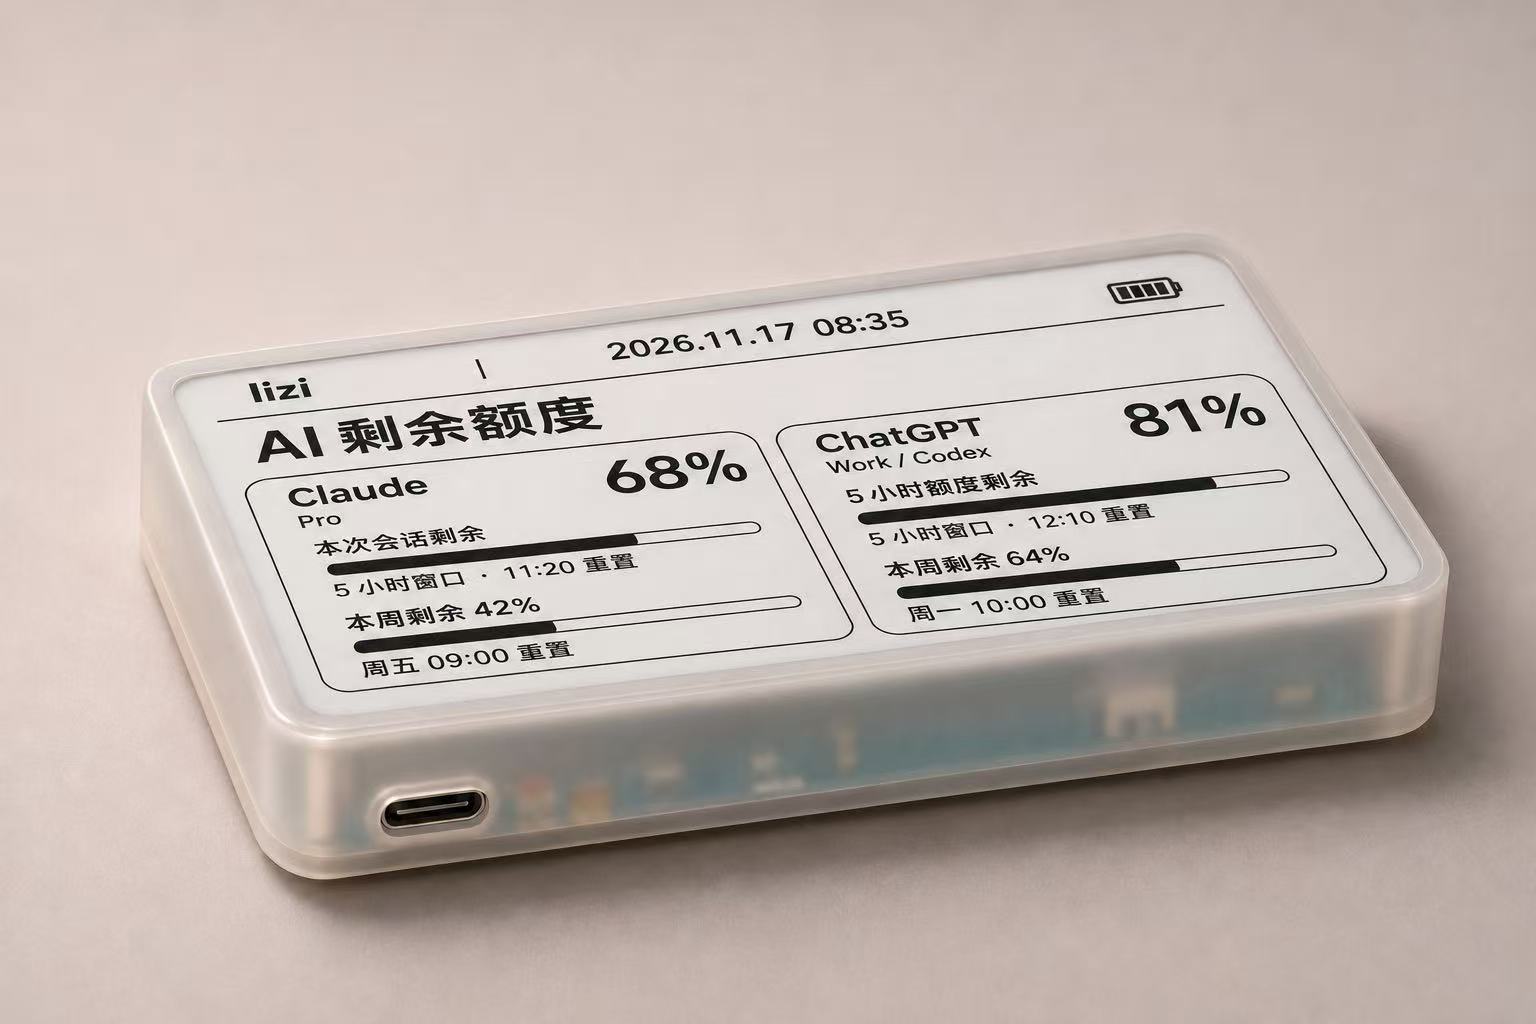 lizi | 2026.11.17 08:35
AI 剩余额度
Claude 68%
Pro
本次会话剩余
5 小时窗口 · 11:20 重置
本周剩余 42%
周五 09:00 重置
ChatGPT 81%
Work / Codex
5 小时额度剩余
5 小时窗口 · 12:10 重置
本周剩余 64%
周一 10:00 重置